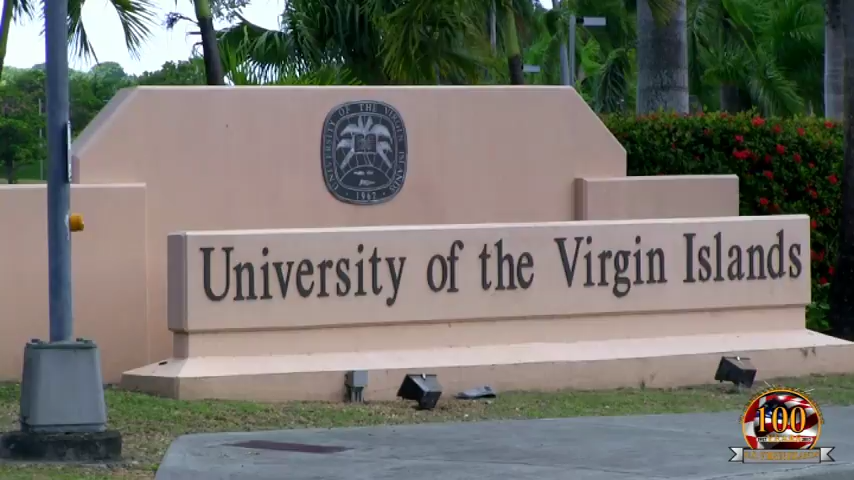 UNIVERSITY OF THE VIRGIN ISLANDS
1962
University of the Virgin Islands
100